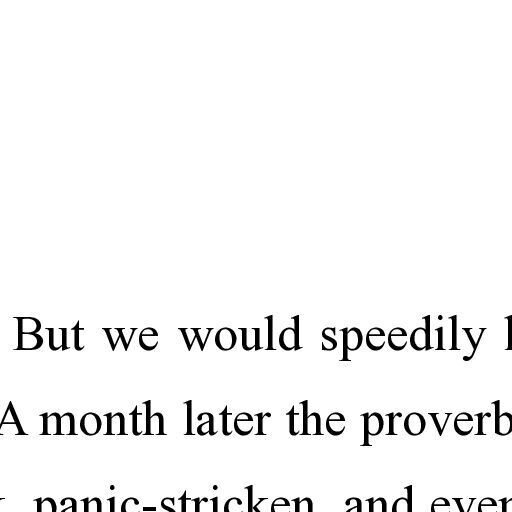 But we would speedily
A month later the proverb
panic-stricken, and even